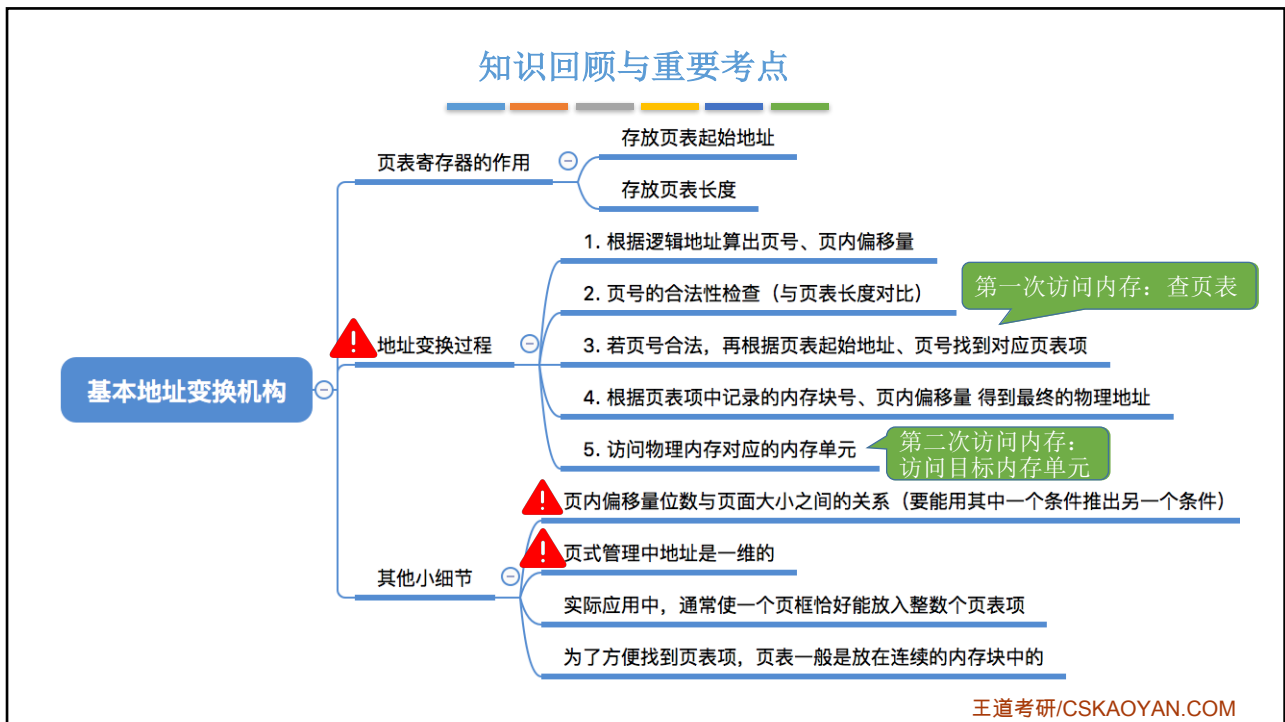 知识回顾与重要考点
基本地址变换机构
页表寄存器的作用
存放页表起始地址
存放页表长度
地址变换过程
1. 根据逻辑地址算出页号、页内偏移量
2. 页号的合法性检查（与页表长度对比）
第一次访问内存：查页表
3. 若页号合法，再根据页表起始地址、页号找到对应页表项
4. 根据页表项中记录的内存块号、页内偏移量 得到最终的物理地址
5. 访问物理内存对应的内存单元
第二次访问内存：
访问目标内存单元
其他小细节
页内偏移量位数与页面大小之间的关系（要能用其中一个条件推出另一个条件）
页式管理中地址是一维的
实际应用中，通常使一个页框恰好能放入整数个页表项
为了方便找到页表项，页表一般是放在连续的内存块中的
王道考研/CSKAOYAN.COM